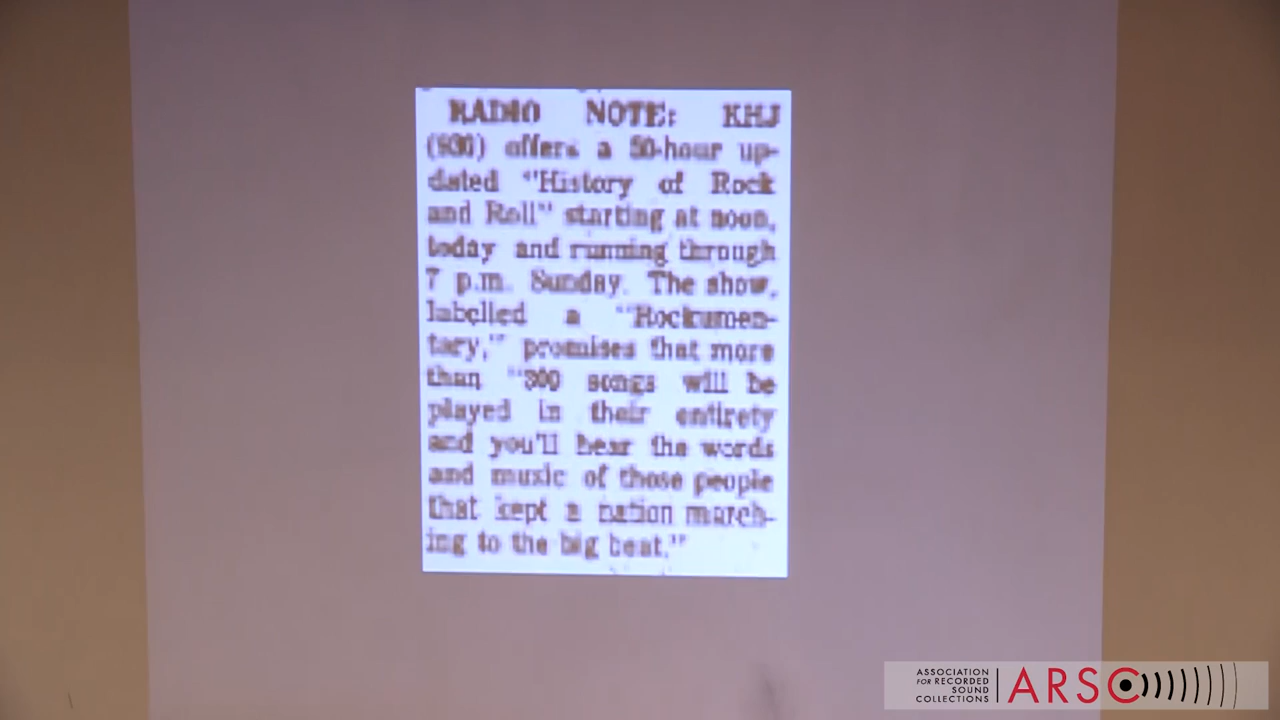 RADIO NOTE: KHJ
(930) offers a 50-hour up-
dated "History of Rock
and Roll" starting at noon,
today and running through
7 p.m. Sunday. The show,
labelled a "Rockumen-
tary," promises that more
than "300 songs will be
played in their entirety
and you'll hear the words
and music of those people
that kept a nation march-
ing to the big beat."
ASSOCIATION
FOR RECORDED
SOUND
COLLECTIONS
ARSC